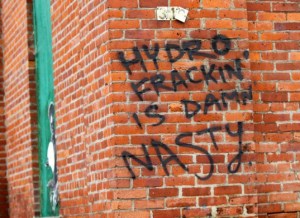 HYDRO.
FRACKIN'
IS DAMN
NASTY